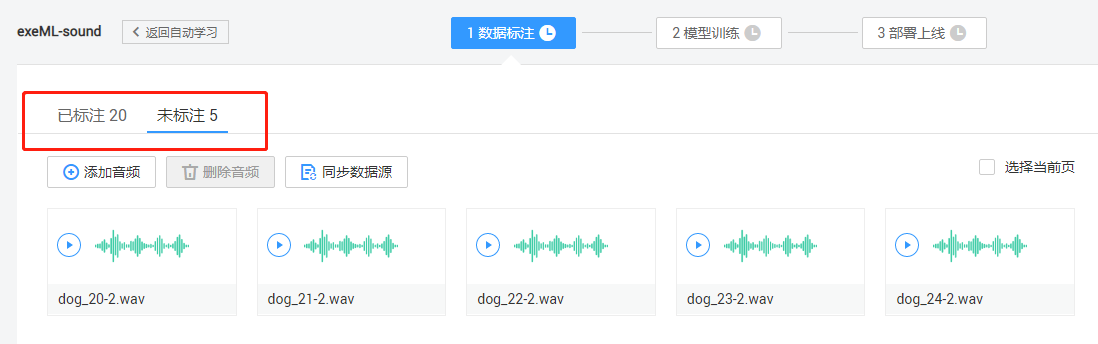 exeML-sound 返回自动学习 1 数据标注 2 模型训练 3 部署上线
已标注 20 未标注 5
添加音频 删除音频 同步数据源 选择当前页
dog_20-2.wav dog_21-2.wav dog_22-2.wav dog_23-2.wav dog_24-2.wav